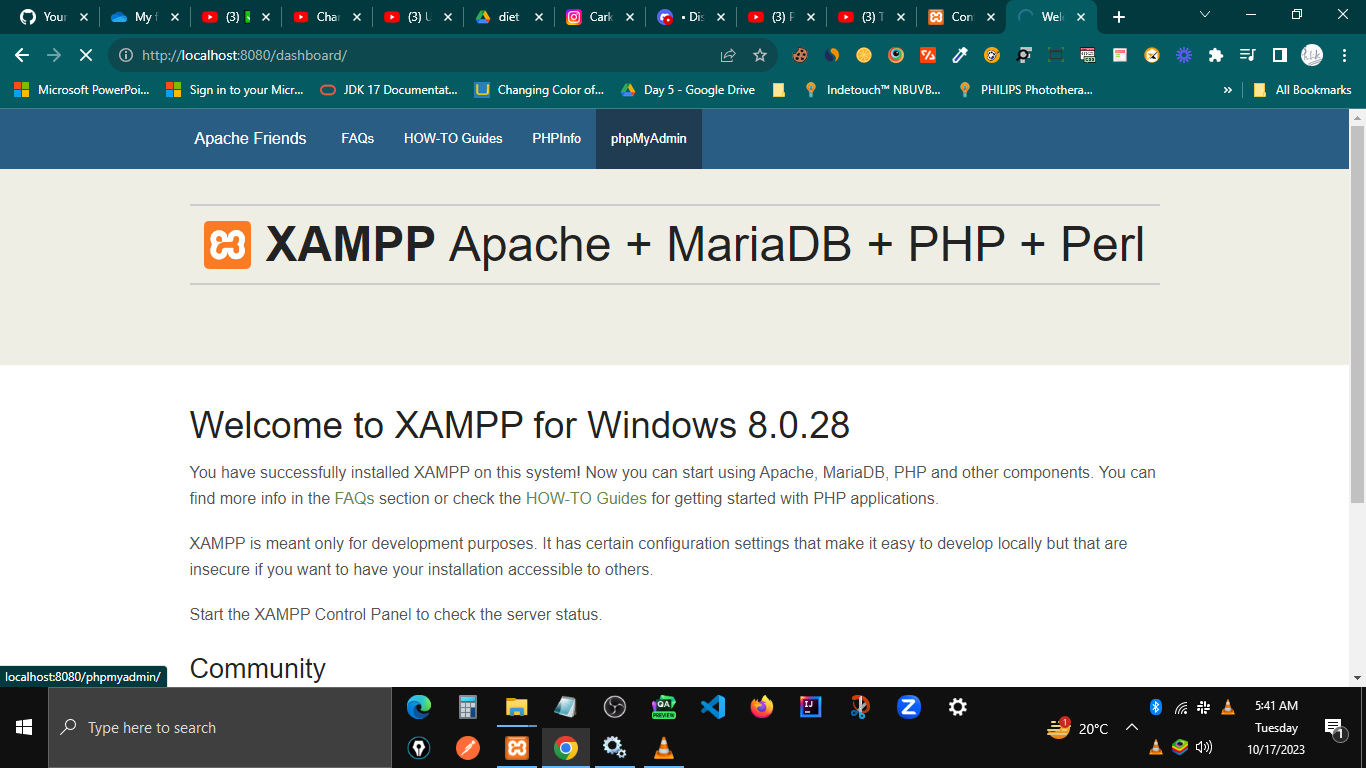 Your
My f
(3)
Chan
(3) U
diet
Cark
• Dis
(3) P
(3) T
Con
Wel
http://localhost:8080/dashboard/
Microsoft PowerPoi...
Sign in to your Micr...
JDK 17 Documentat...
Changing Color of...
Day 5 - Google Drive
Indetouch™ NBUVB...
PHILIPS Photothera...
»
All Bookmarks
Apache Friends
FAQs
HOW-TO Guides
PHPInfo
phpMyAdmin
XAMPP Apache + MariaDB + PHP + Perl
Welcome to XAMPP for Windows 8.0.28
You have successfully installed XAMPP on this system! Now you can start using Apache, MariaDB, PHP and other components. You can
find more info in the FAQs section or check the HOW-TO Guides for getting started with PHP applications.
XAMPP is meant only for development purposes. It has certain configuration settings that make it easy to develop locally but that are
insecure if you want to have your installation accessible to others.
Start the XAMPP Control Panel to check the server status.
Community
localhost:8080/phpmyadmin/
Type here to search
QA
PREVIEW
IJ
Z
1
20°C
5:41 AM
Tuesday
10/17/2023
1